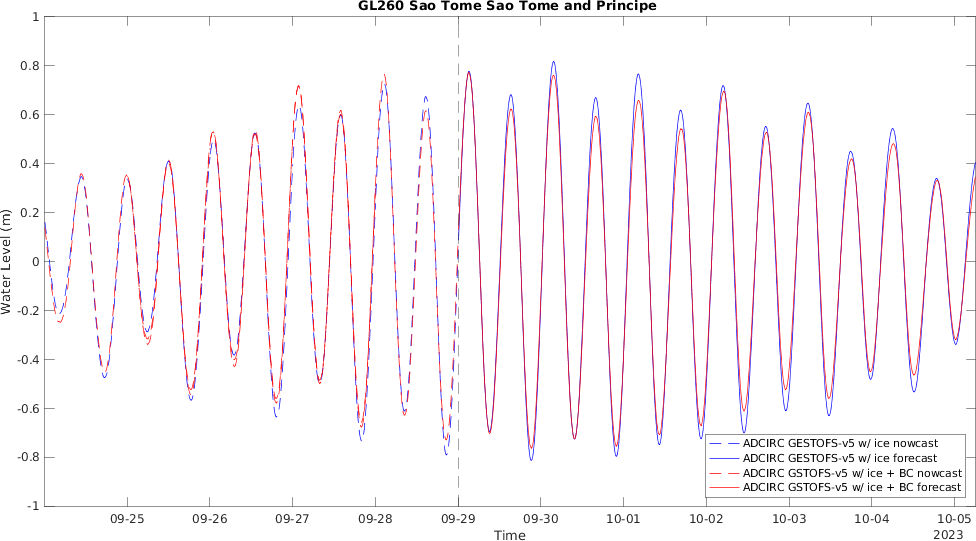 GL260 Sao Tome Sao Tome and Principe
1
0.8
0.6
0.4
0.2
0
-0.2
-0.4
-0.6
-0.8
-1
Water Level (m)
ADCIRC GESTOFS-v5 w/ ice nowcast
ADCIRC GESTOFS-v5 w/ ice forecast
ADCIRC GSTOFS-v5 w/ ice + BC nowcast
ADCIRC GSTOFS-v5 w/ ice + BC forecast
09-25 09-26 09-27 09-28 09-29 09-30 10-01 10-02 10-03 10-04 10-05
Time
2023